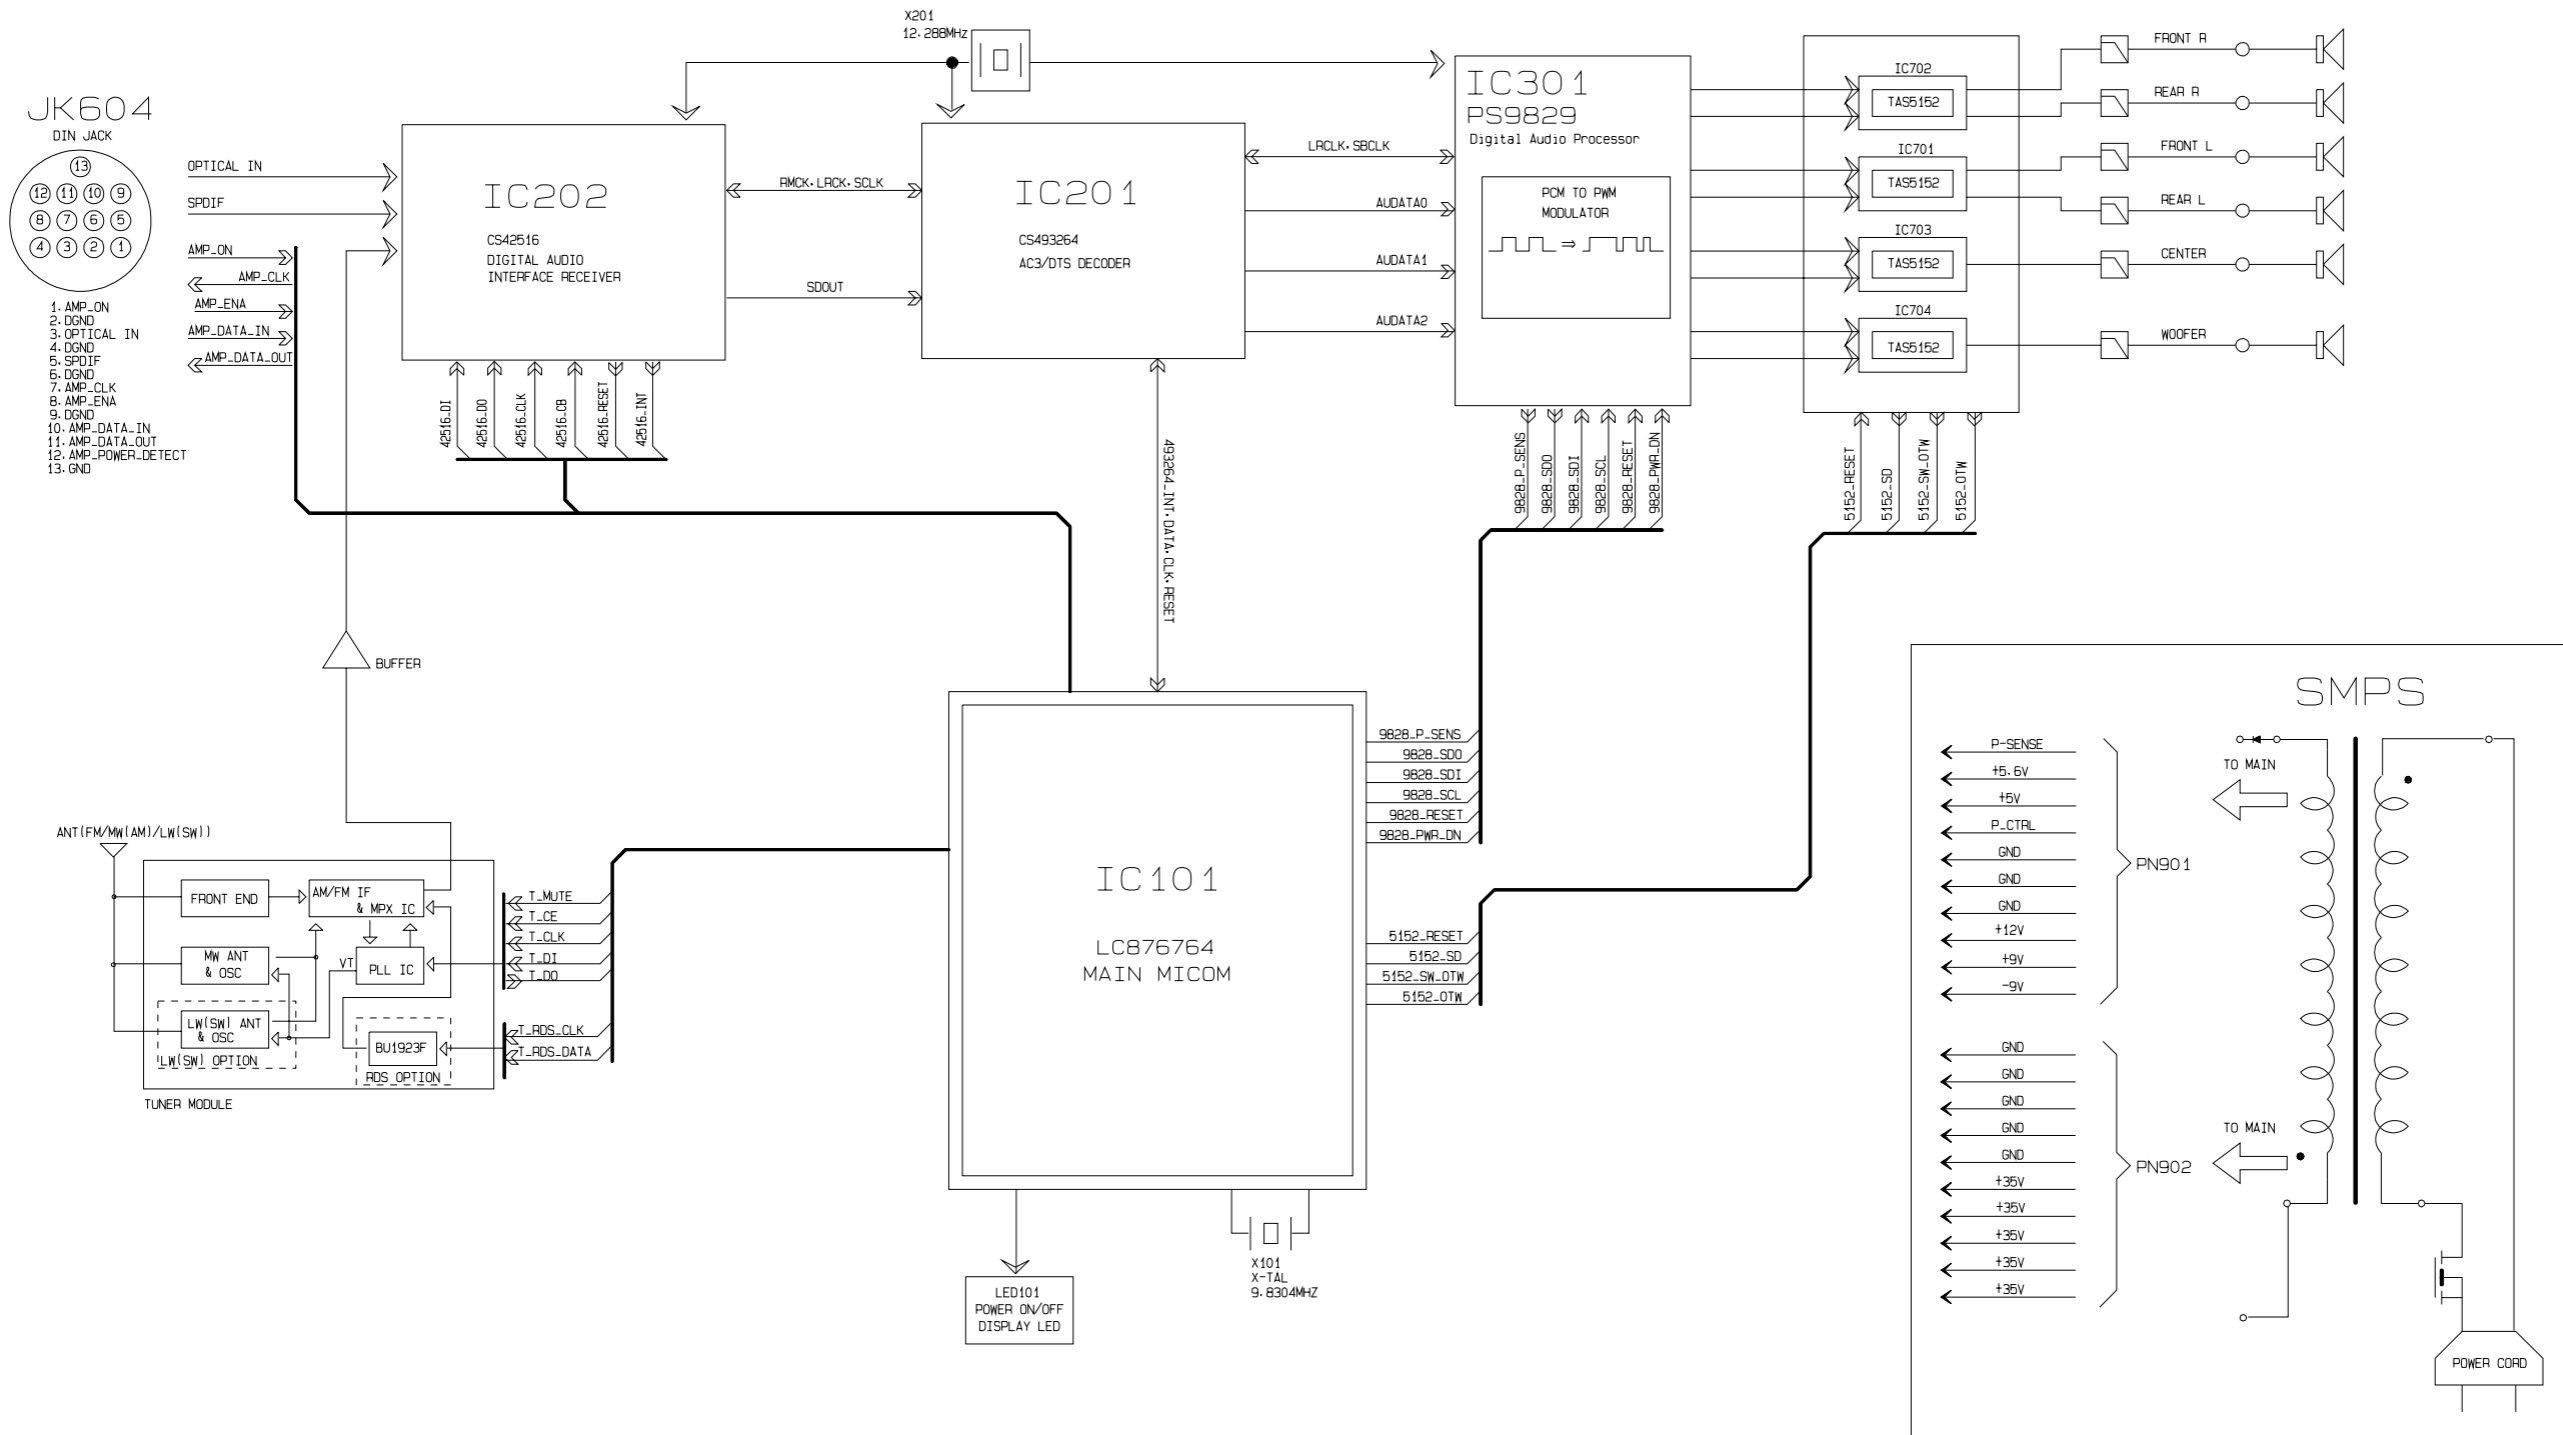 X201
12.288MHz
JK604
DIN JACK
13
12 11 10 9
8 7 6 5
4 3 2 1
1. AMP_ON
2. DGND
3. OPTICAL IN
4. DGND
5. SPDIF
6. DGND
7. AMP_CLK
8. AMP_ENA
9. DGND
10. AMP_DATA_IN
11. AMP_DATA_OUT
12. AMP_POWER_DETECT
13. GND
OPTICAL IN
SPDIF
AMP_ON
AMP_CLK
AMP_ENA
AMP_DATA_IN
AMP_DATA_OUT
IC202
CS42516
DIGITAL AUDIO
INTERFACE RECEIVER
42516_DI
42516_DO
42516_CLK
42516_CB
42516_RESET
42516_INT
RMCK.LRCK.SCLK
SDOUT
IC201
CS493264
AC3/DTS DECODER
493264_INT.DATA.CLK.RESET
LRCLK.SBCLK
AUDATA0
AUDATA1
AUDATA2
IC301
PS9829
Digital Audio Processor
PCM TO PWM
MODULATOR
⇒
9828_P_SENS
9828_SDO
9828_SDI
9828_SCL
9828_RESET
9828_PWR_DN
IC702
TAS5152
IC701
TAS5152
IC703
TAS5152
IC704
TAS5152
5152_RESET
5152_SD
5152_SW_OTW
5152_OTW
FRONT R
REAR R
FRONT L
REAR L
CENTER
WOOFER
BUFFER
ANT(FM/MW(AM)/LW(SW))
FRONT END
AM/FM IF
& MPX IC
MW ANT
& OSC
VT
PLL IC
LW(SW) ANT
& OSC
LW(SW) OPTION
BU1923F
RDS OPTION
TUNER MODULE
T_MUTE
T_CE
T_CLK
T_DI
T_DO
T_RDS_CLK
T_RDS_DATA
IC101
LC876764
MAIN MICOM
9828_P_SENS
9828_SDO
9828_SDI
9828_SCL
9828_RESET
9828_PWR_DN
5152_RESET
5152_SD
5152_SW_OTW
5152_OTW
LED101
POWER ON/OFF
DISPLAY LED
X101
X-TAL
9.8304MHZ
SMPS
P-SENSE
+5.6V
+5V
P_CTRL
GND
GND
GND
+12V
+9V
-9V
PN901
GND
GND
GND
GND
GND
+35V
+35V
+35V
+35V
+35V
PN902
TO MAIN
TO MAIN
POWER CORD